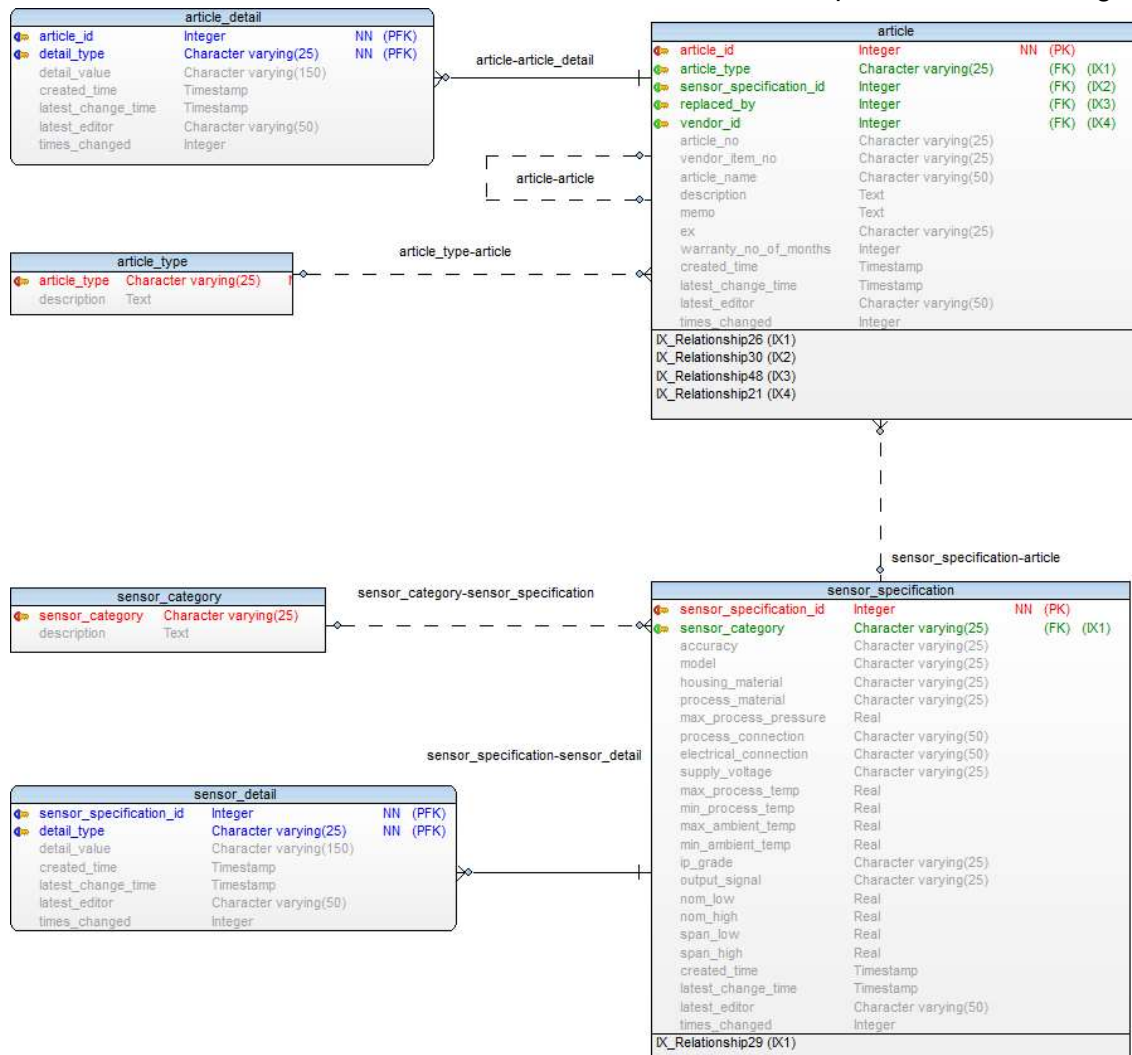 article_detail
article_id Integer NN (PFK)
detail_type Character varying(25) NN (PFK)
detail_value Character varying(150)
created_time Timestamp
latest_change_time Timestamp
latest_editor Character varying(50)
times_changed Integer
article-article_detail
article
article_id Integer NN (PK)
article_type Character varying(25) (FK) (IX1)
sensor_specification_id Integer (FK) (IX2)
replaced_by Integer (FK) (IX3)
vendor_id Integer (FK) (IX4)
article_no Character varying(25)
vendor_item_no Character varying(25)
article_name Character varying(50)
description Text
memo Text
ex Character varying(25)
warranty_no_of_months Integer
created_time Timestamp
latest_change_time Timestamp
latest_editor Character varying(50)
times_changed Integer
IX_Relationship26 (IX1)
IX_Relationship30 (IX2)
IX_Relationship48 (IX3)
IX_Relationship21 (IX4)
article-article
article_type-article
article_type
article_type Character varying(25)
description Text
sensor_specification-article
sensor_category
sensor_category Character varying(25)
description Text
sensor_category-sensor_specification
sensor_specification
sensor_specification_id Integer NN (PK)
sensor_category Character varying(25) (FK) (IX1)
accuracy Character varying(25)
model Character varying(25)
housing_material Character varying(25)
process_material Character varying(25)
max_process_pressure Real
process_connection Character varying(50)
electrical_connection Character varying(50)
supply_voltage Character varying(25)
max_process_temp Real
min_process_temp Real
max_ambient_temp Real
min_ambient_temp Real
ip_grade Character varying(25)
output_signal Character varying(25)
nom_low Real
nom_high Real
span_low Real
span_high Real
created_time Timestamp
latest_change_time Timestamp
latest_editor Character varying(50)
times_changed Integer
IX_Relationship29 (IX1)
sensor_specification-sensor_detail
sensor_detail
sensor_specification_id Integer NN (PFK)
detail_type Character varying(25) NN (PFK)
detail_value Character varying(150)
created_time Timestamp
latest_change_time Timestamp
latest_editor Character varying(50)
times_changed Integer